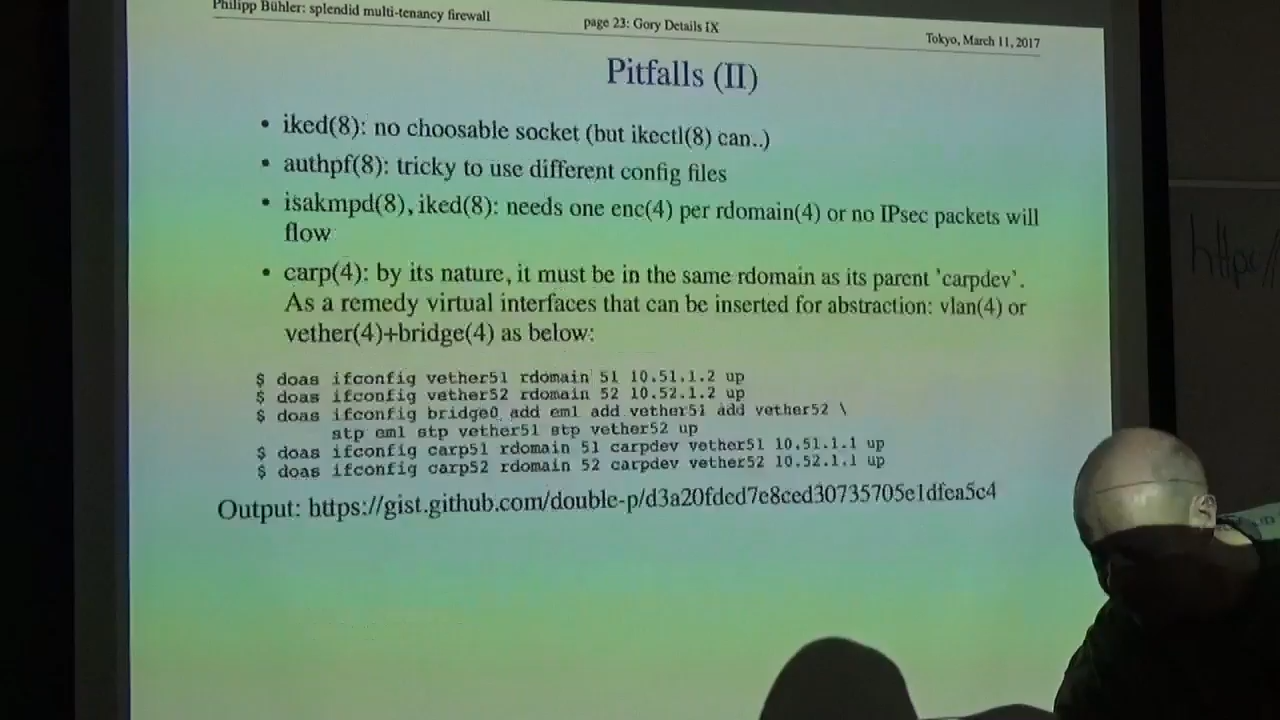 Philipp Bühler: splendid multi-tenancy firewall
page 23: Gory Details IX
Tokyo, March 11, 2017
Pitfalls (II)
• iked(8): no choosable socket (but ikectl(8) can..)
• authpf(8): tricky to use different config files
• isakmpd(8), iked(8): needs one enc(4) per rdomain(4) or no IPsec packets will
flow
• carp(4): by its nature, it must be in the same rdomain as its parent 'carpdev'.
As a remedy virtual interfaces that can be inserted for abstraction: vlan(4) or
vether(4)+bridge(4) as below:
$ doas ifconfig vether51 rdomain 51 10.51.1.2 up
$ doas ifconfig vether52 rdomain 52 10.52.1.2 up
$ doas ifconfig bridge0 add em1 add vether51 add vether52 \
stp em1 stp vether51 stp vether52 up
$ doas ifconfig carp51 rdomain 51 carpdev vether51 10.51.1.1 up
$ doas ifconfig carp52 rdomain 52 carpdev vether52 10.52.1.1 up
Output: https://gist.github.com/double-p/d3a20fded7e8ced30735705e1dfea5c4
http:/